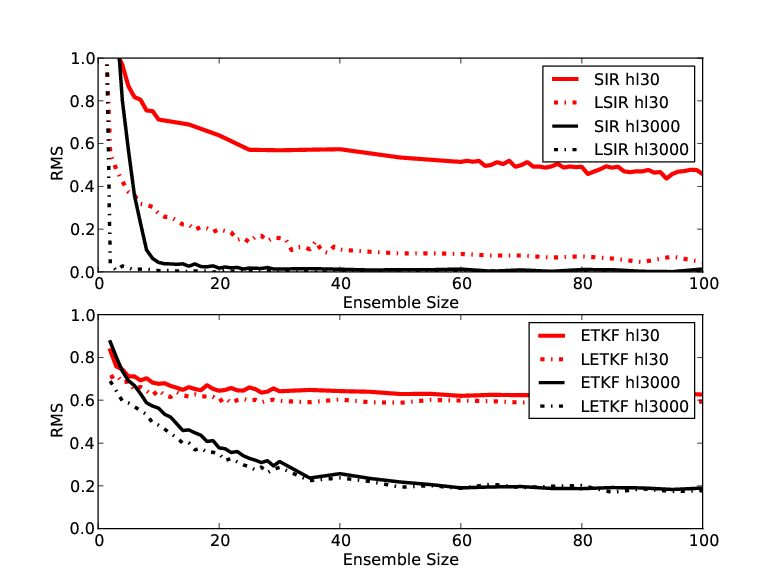 1.0
0.8
0.6
0.4
0.2
0.0
RMS
SIR hl30
LSIR hl30
SIR hl3000
LSIR hl3000
0 20 40 60 80 100
Ensemble Size
1.0
0.8
0.6
0.4
0.2
0.0
RMS
ETKF hl30
LETKF hl30
ETKF hl3000
LETKF hl3000
0 20 40 60 80 100
Ensemble Size